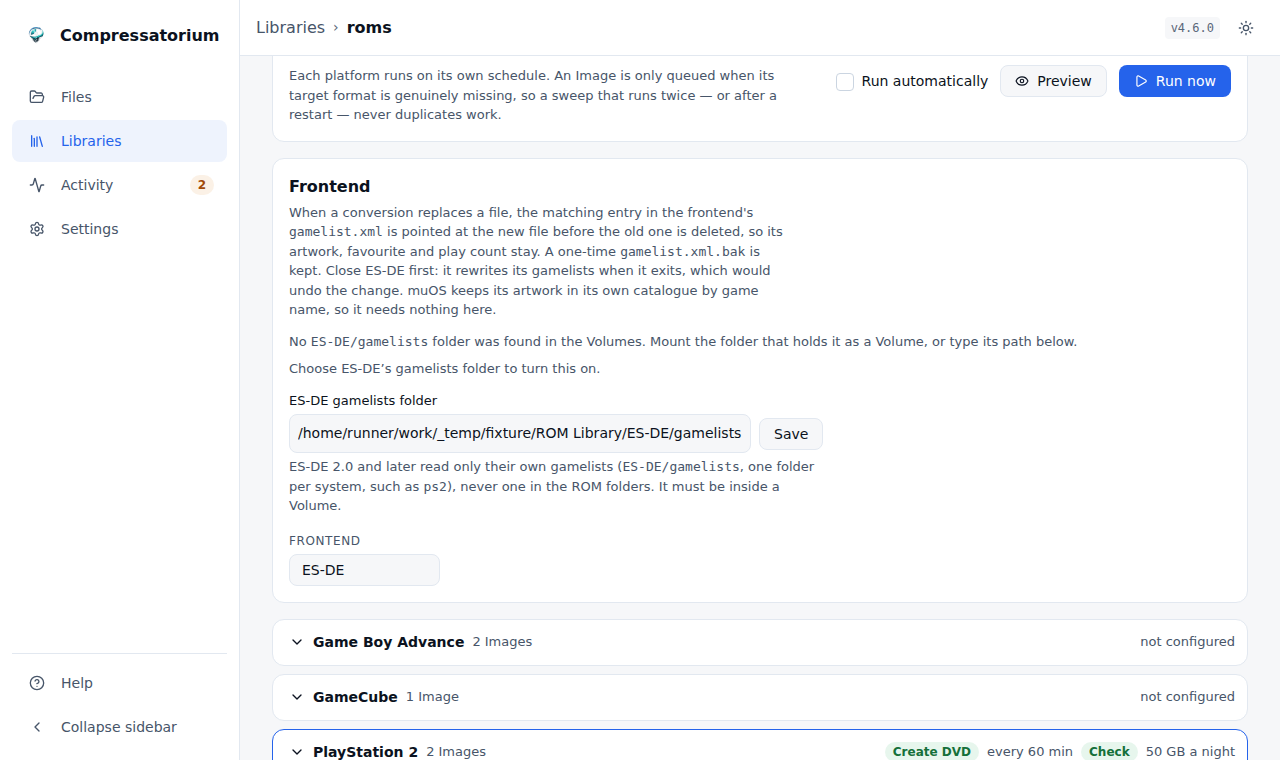 Compressatorium
Libraries › roms
v4.6.0
Files
Libraries
Activity 2
Settings
Help
Collapse sidebar
Each platform runs on its own schedule. An Image is only queued when its
target format is genuinely missing, so a sweep that runs twice — or after a
restart — never duplicates work.
Run automatically
Preview
Run now
Frontend
When a conversion replaces a file, the matching entry in the frontend's
gamelist.xml is pointed at the new file before the old one is deleted, so its
artwork, favourite and play count stay. A one-time gamelist.xml.bak is
kept. Close ES-DE first: it rewrites its gamelists when it exits, which would
undo the change. muOS keeps its artwork in its own catalogue by game
name, so it needs nothing here.
No ES-DE/gamelists folder was found in the Volumes. Mount the folder that holds it as a Volume, or type its path below.
Choose ES-DE’s gamelists folder to turn this on.
ES-DE gamelists folder
/home/runner/work/_temp/fixture/ROM Library/ES-DE/gamelists
Save
ES-DE 2.0 and later read only their own gamelists (ES-DE/gamelists, one folder
per system, such as ps2), never one in the ROM folders. It must be inside a
Volume.
FRONTEND
ES-DE
Game Boy Advance 2 Images not configured
GameCube 1 Image not configured
PlayStation 2 2 Images Create DVD every 60 min Check 50 GB a night